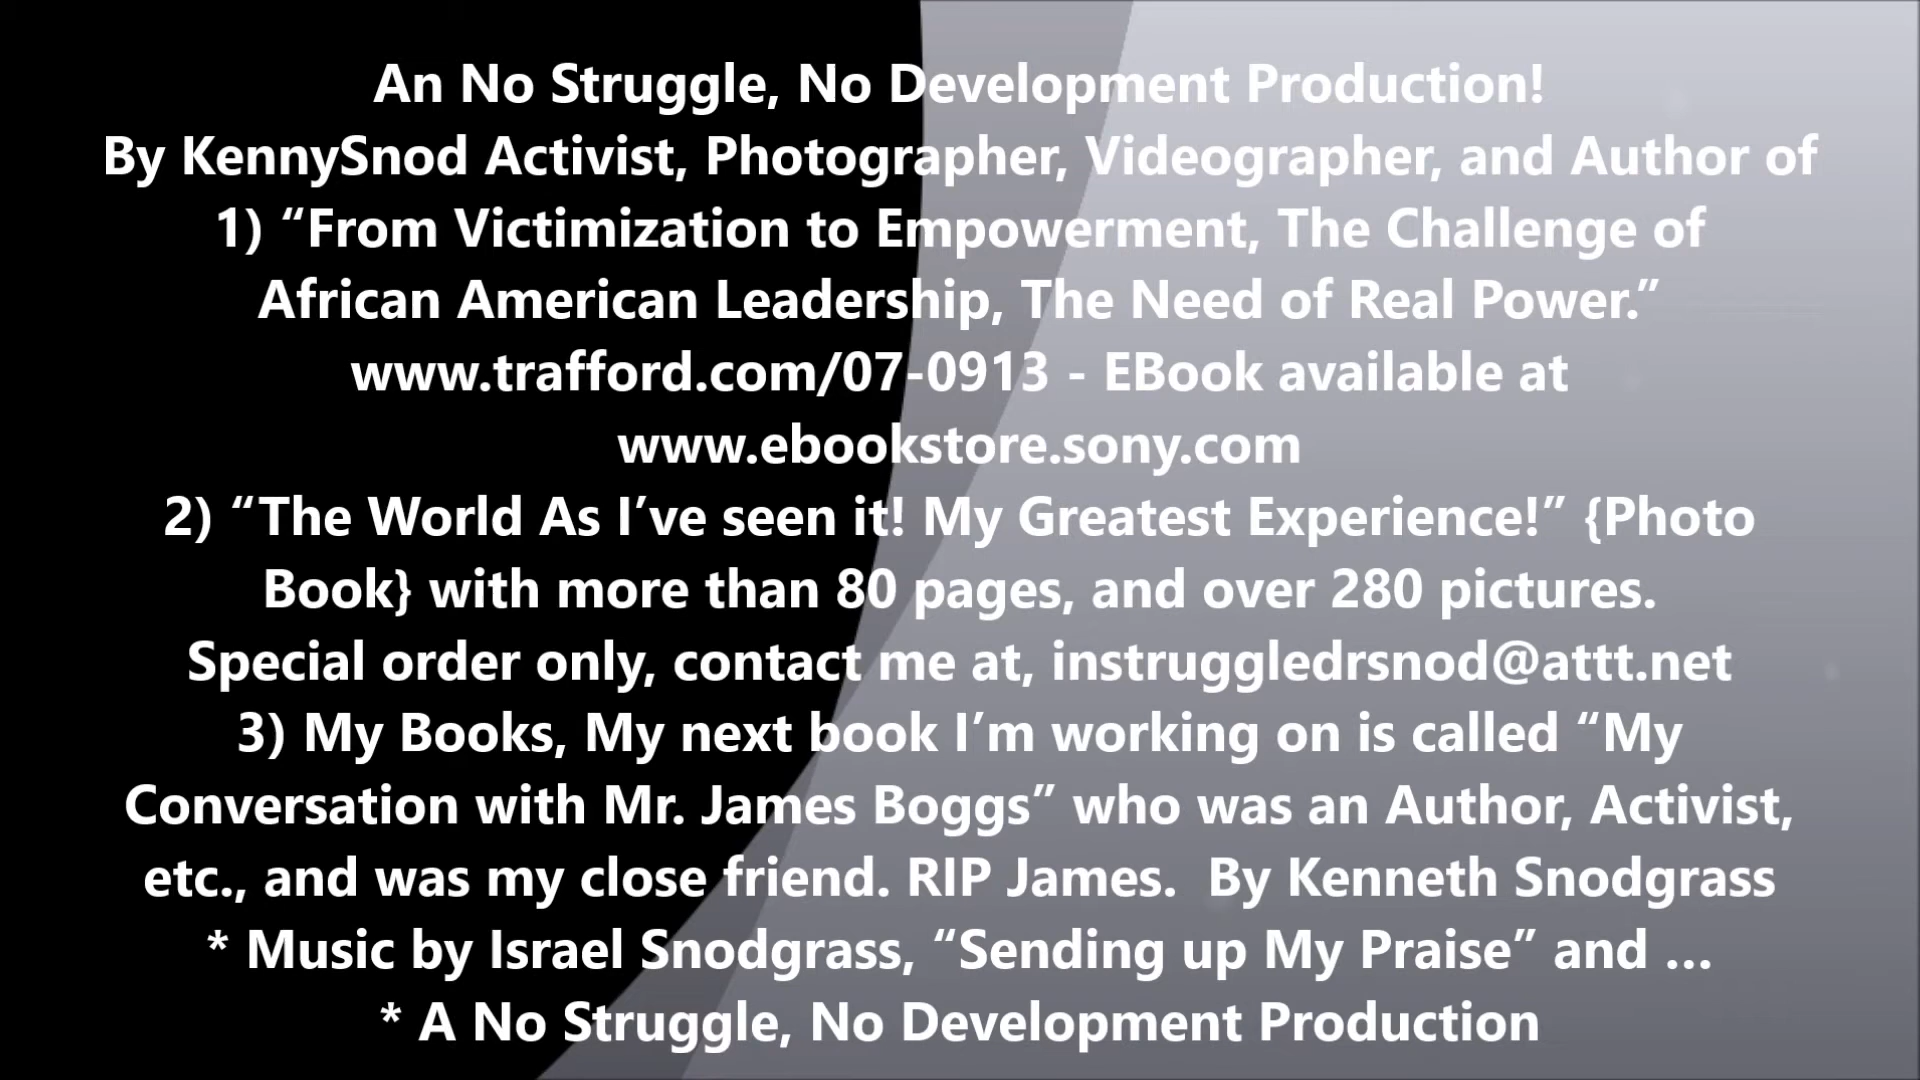 An No Struggle, No Development Production!
By KennySnod Activist, Photographer, Videographer, and Author of
1) “From Victimization to Empowerment, The Challenge of
African American Leadership, The Need of Real Power.”
www.trafford.com/07-0913 - EBook available at
www.ebookstore.sony.com
2) “The World As I’ve seen it! My Greatest Experience!” {Photo
Book} with more than 80 pages, and over 280 pictures.
Special order only, contact me at, instruggledrsnod@attt.net
3) My Books, My next book I’m working on is called “My
Conversation with Mr. James Boggs” who was an Author, Activist,
etc., and was my close friend. RIP James.  By Kenneth Snodgrass
* Music by Israel Snodgrass, “Sending up My Praise” and …
* A No Struggle, No Development Production